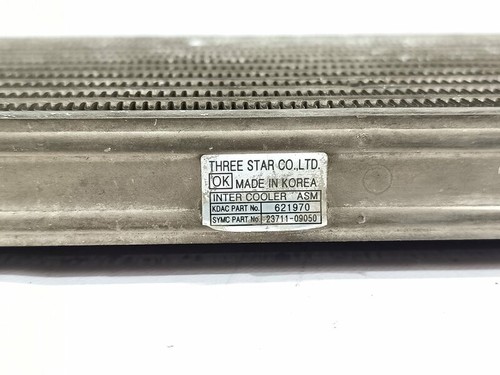 THREE STAR CO.,LTD.
OK MADE IN KOREA
INTER COOLER ASM
KDAC PART No. 621970
SYMC PART No. 23711-09050